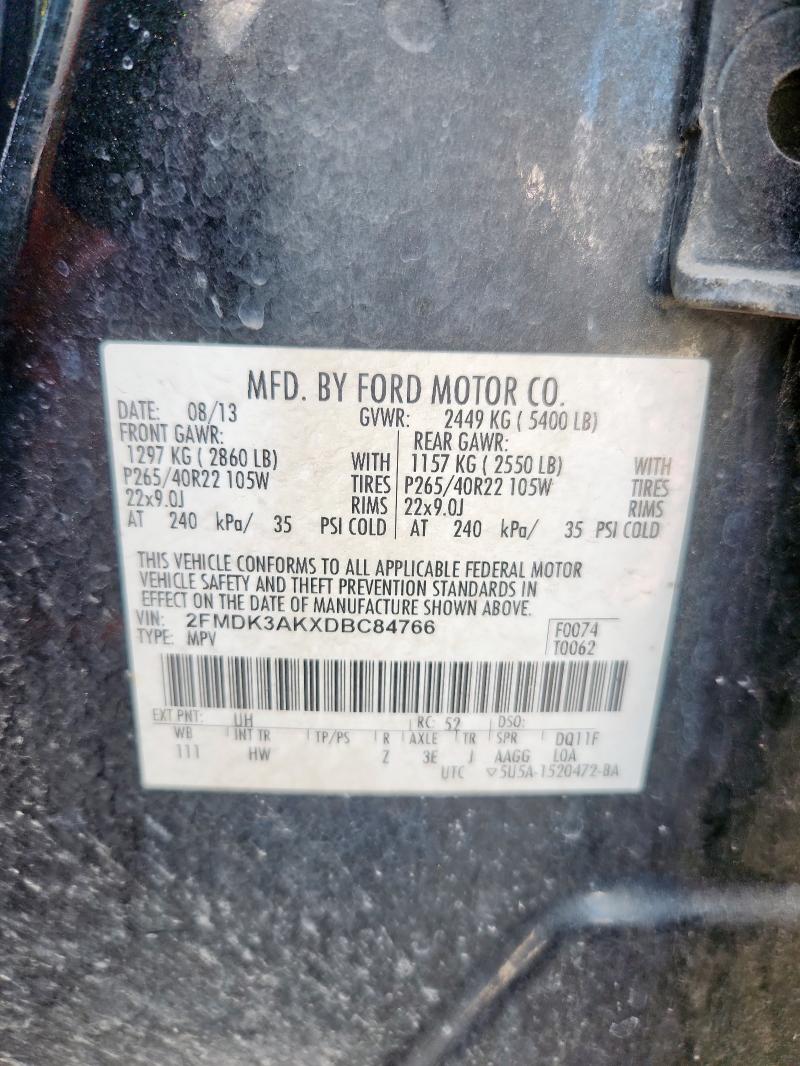 MFD. BY FORD MOTOR CO.
DATE: 08/13 GVWR: 2449 KG ( 5400 LB)
FRONT GAWR: REAR GAWR:
1297 KG ( 2860 LB) WITH 1157 KG ( 2550 LB) WITH
P265/40R22 105W TIRES P265/40R22 105W TIRES
22x9.0J RIMS 22x9.0J RIMS
AT 240 kPa/ 35 PSI COLD AT 240 kPa/ 35 PSI COLD
THIS VEHICLE CONFORMS TO ALL APPLICABLE FEDERAL MOTOR
VEHICLE SAFETY AND THEFT PREVENTION STANDARDS IN
EFFECT ON THE DATE OF MANUFACTURE SHOWN ABOVE.
VIN: 2FMDK3AKXDBC84766 F0074
TYPE: MPV T0062
EXT PNT: UH RC: 52 DSO:
WB INT TR TP/PS R AXLE TR SPR DQ11F
111 HW Z 3E J AAGG LOA
UTC ▽5U5A-1520472-BA